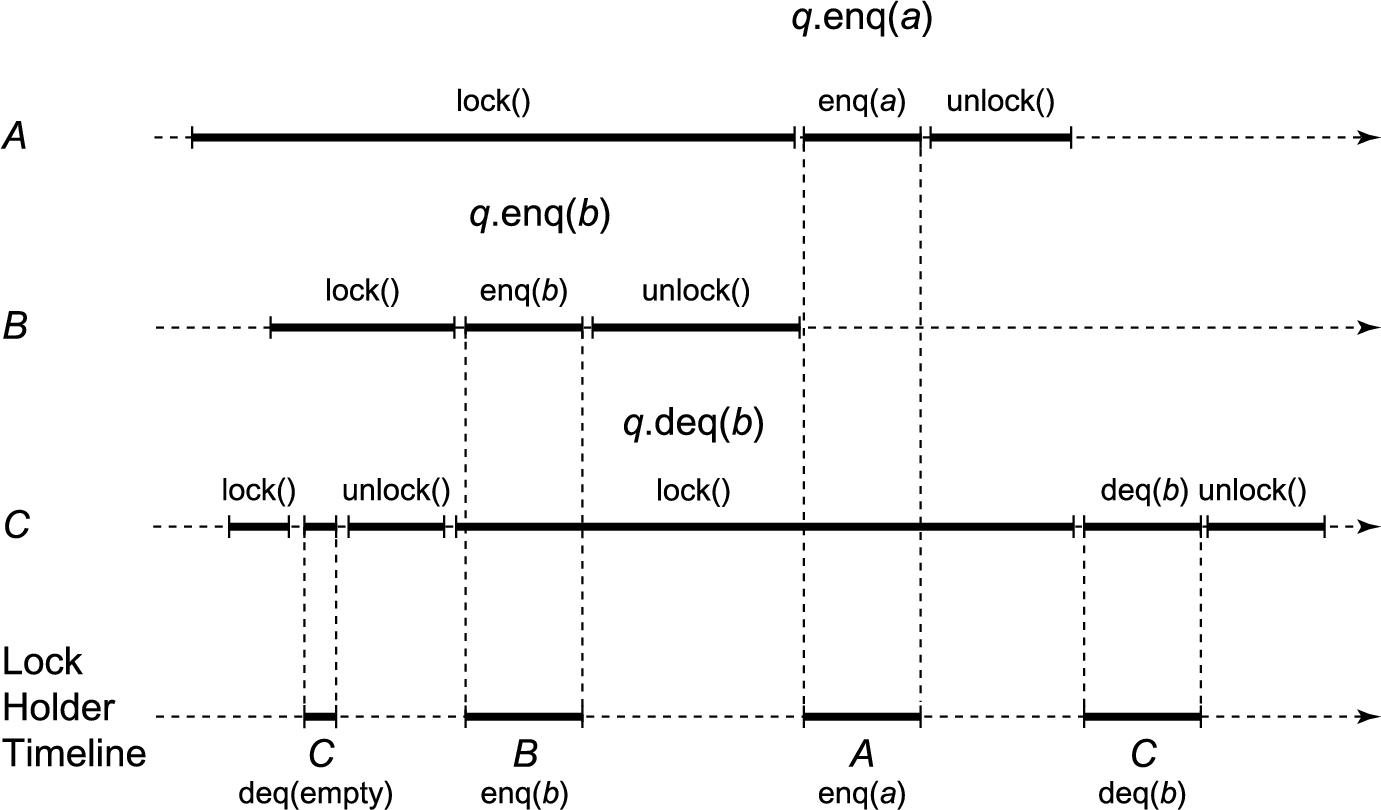 q.enq(a)
lock() enq(a) unlock()
A
q.enq(b)
lock() enq(b) unlock()
B
q.deq(b)
lock() unlock() lock() deq(b) unlock()
C
Lock
Holder
Timeline
C B A C
deq(empty) enq(b) enq(a) deq(b)